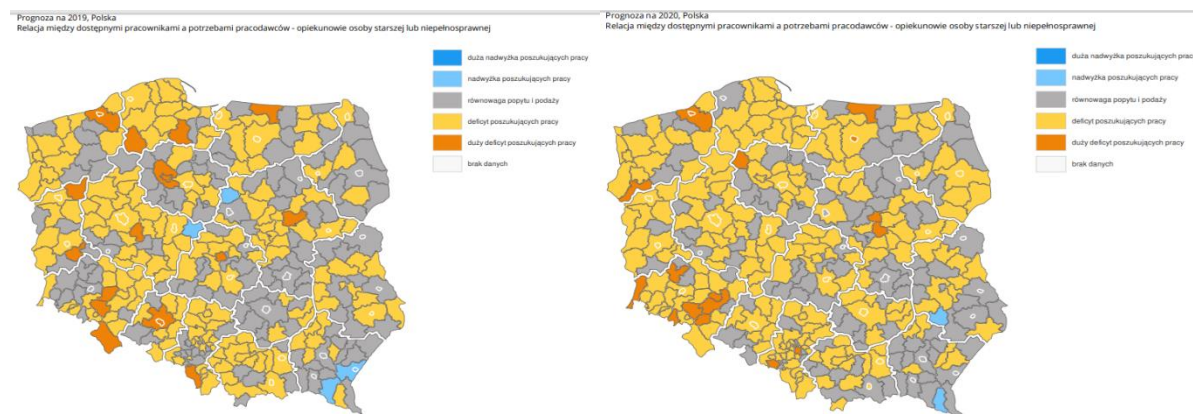 Prognoza na 2019, Polska
Relacja między dostępnymi pracownikami a potrzebami pracodawców - opiekunowie osoby starszej lub niepełnosprawnej
duża nadwyżka poszukujących pracy
nadwyżka poszukujących pracy
równowaga popytu i podaży
deficyt poszukujących pracy
duży deficyt poszukujących pracy
brak danych
Prognoza na 2020, Polska
Relacja między dostępnymi pracownikami a potrzebami pracodawców - opiekunowie osoby starszej lub niepełnosprawnej
duża nadwyżka poszukujących pracy
nadwyżka poszukujących pracy
równowaga popytu i podaży
deficyt poszukujących pracy
duży deficyt poszukujących pracy
brak danych